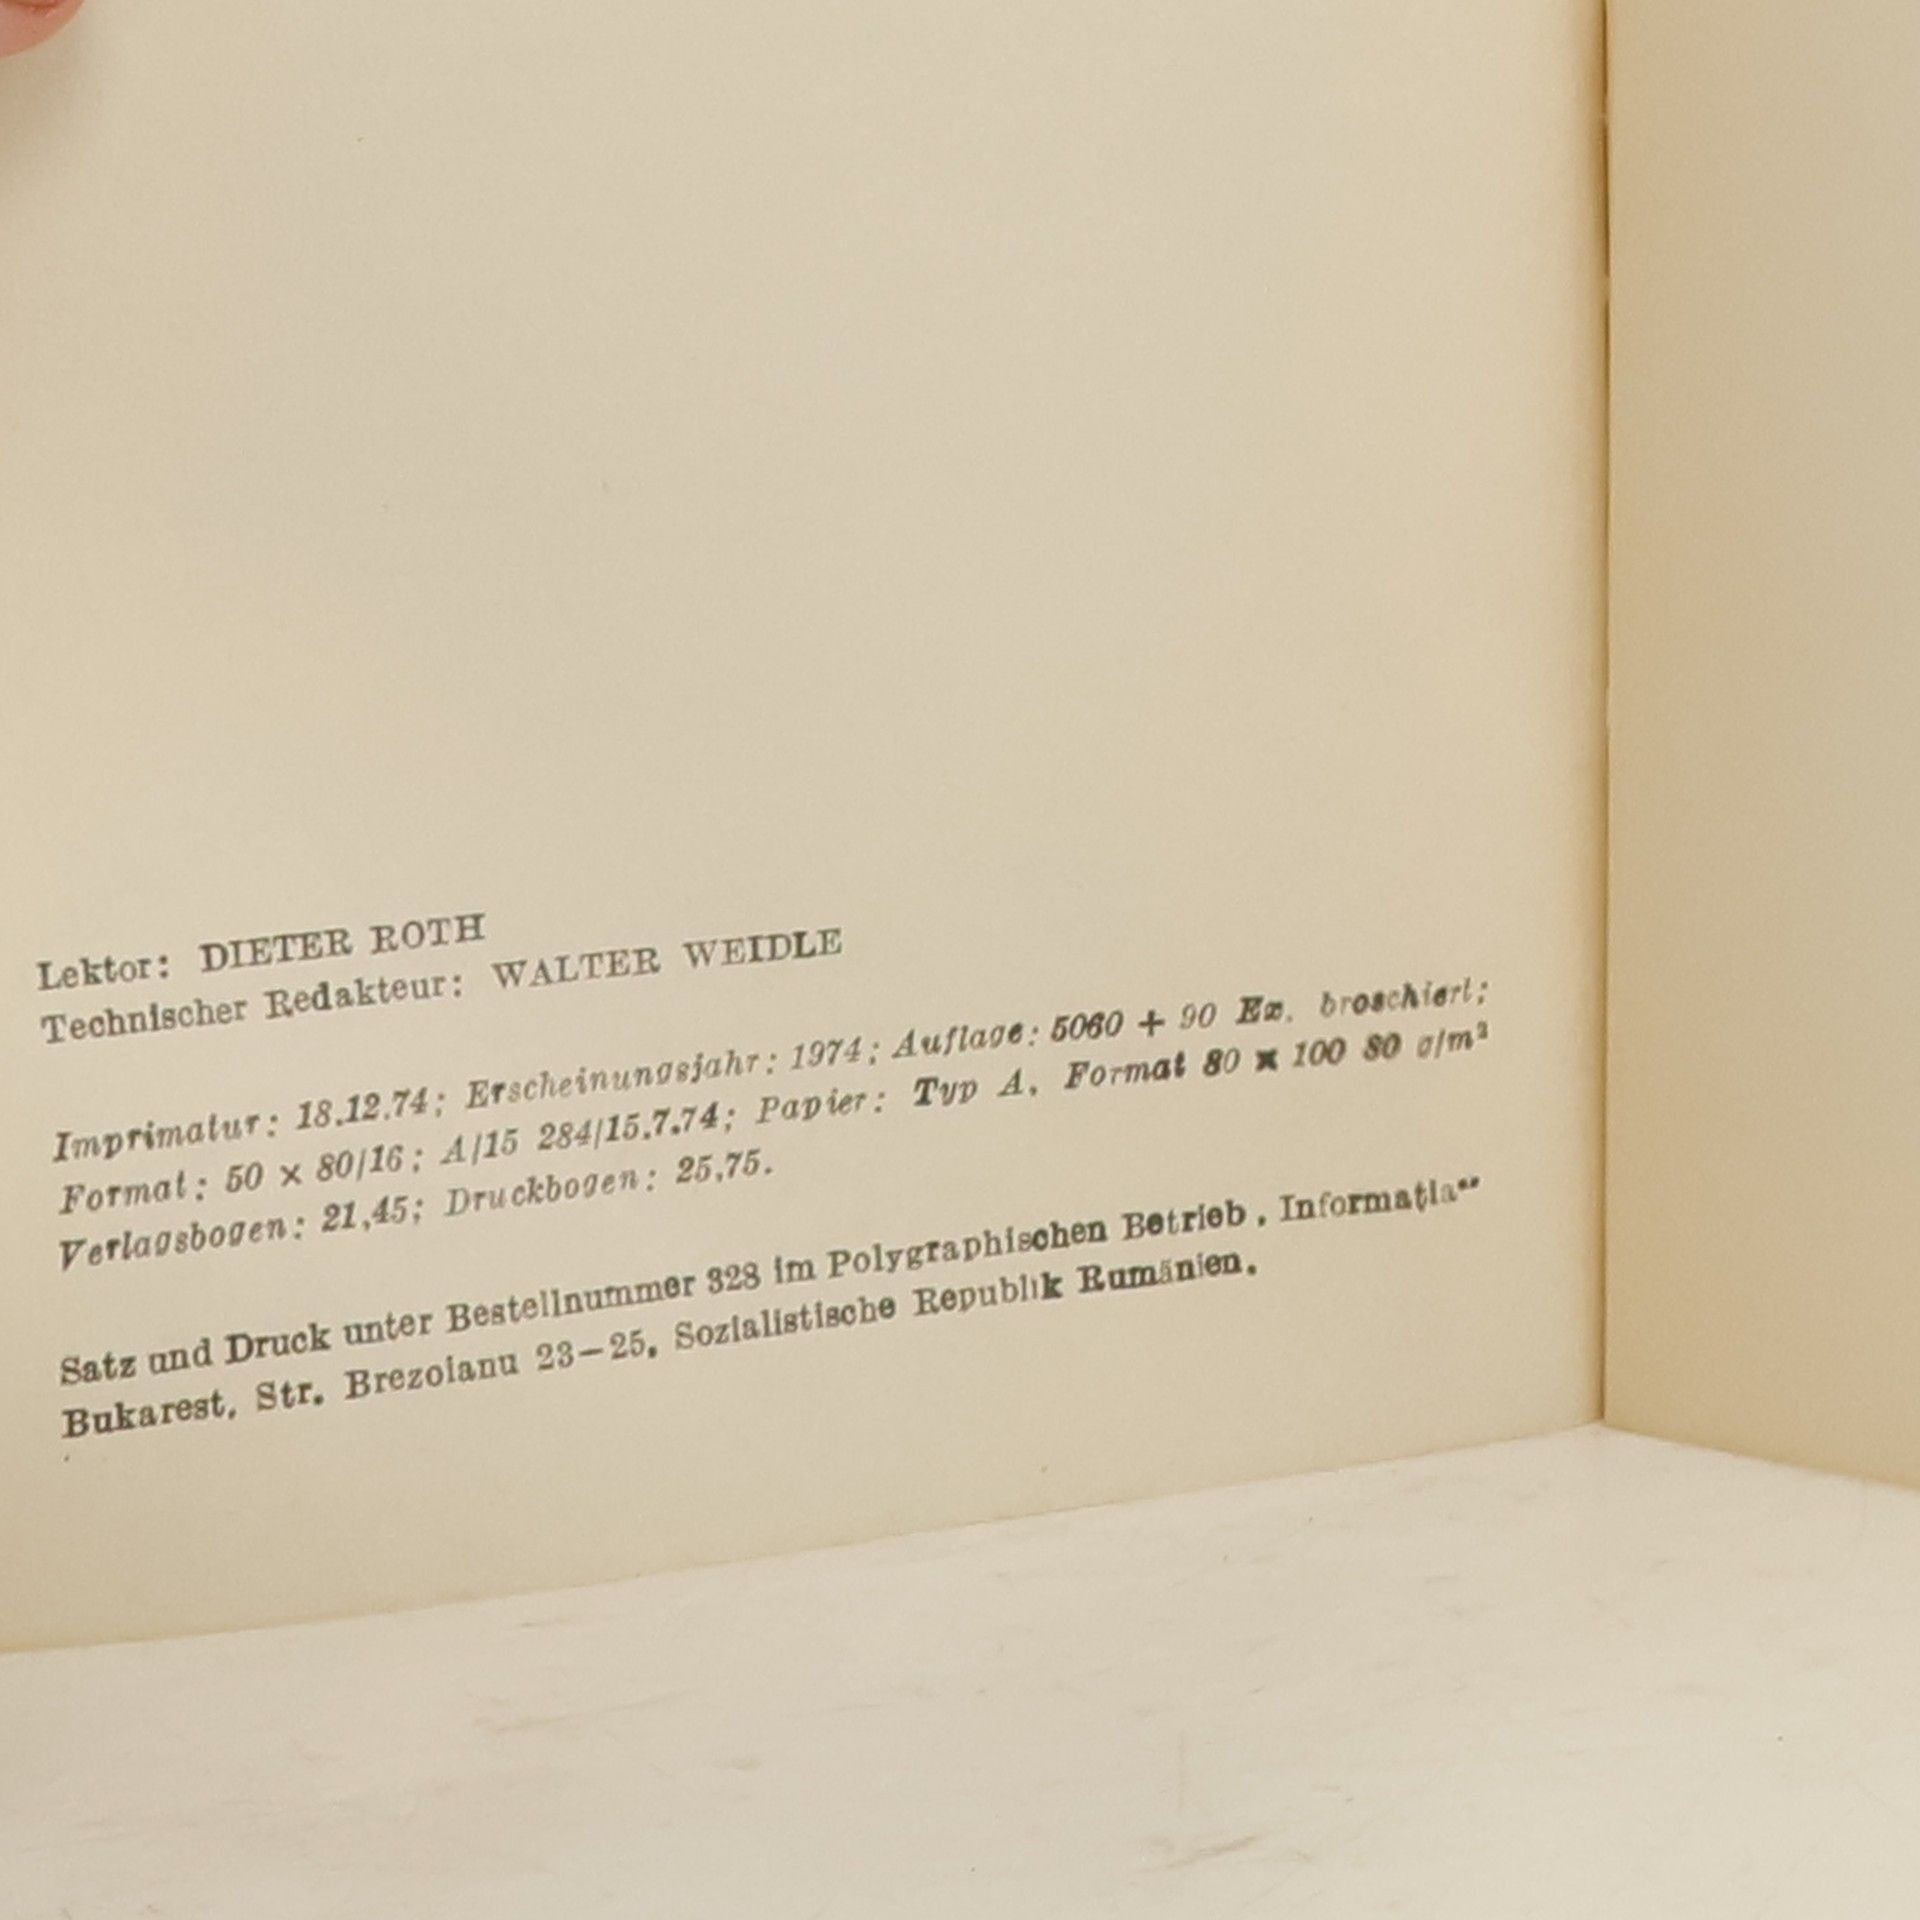 Lektor: DIETER ROTH
Technischer Redakteur: WALTER WEIDLE
Imprimatur: 18.12.74; Erscheinungsjahr: 1974; Auflage: 5060 + 90 Ex. broschiert;
Format: 50 × 80/16; A/15 284/15.7.74; Papier: Typ A, Format 80 × 100 80 g/m²
Verlagsbogen: 21,45; Druckbogen: 25,75.
Satz und Druck unter Bestellnummer 328 im Polygraphischen Betrieb , Informaţia“
Bukarest, Str. Brezoianu 23–25, Sozialistische Republik Rumänien.